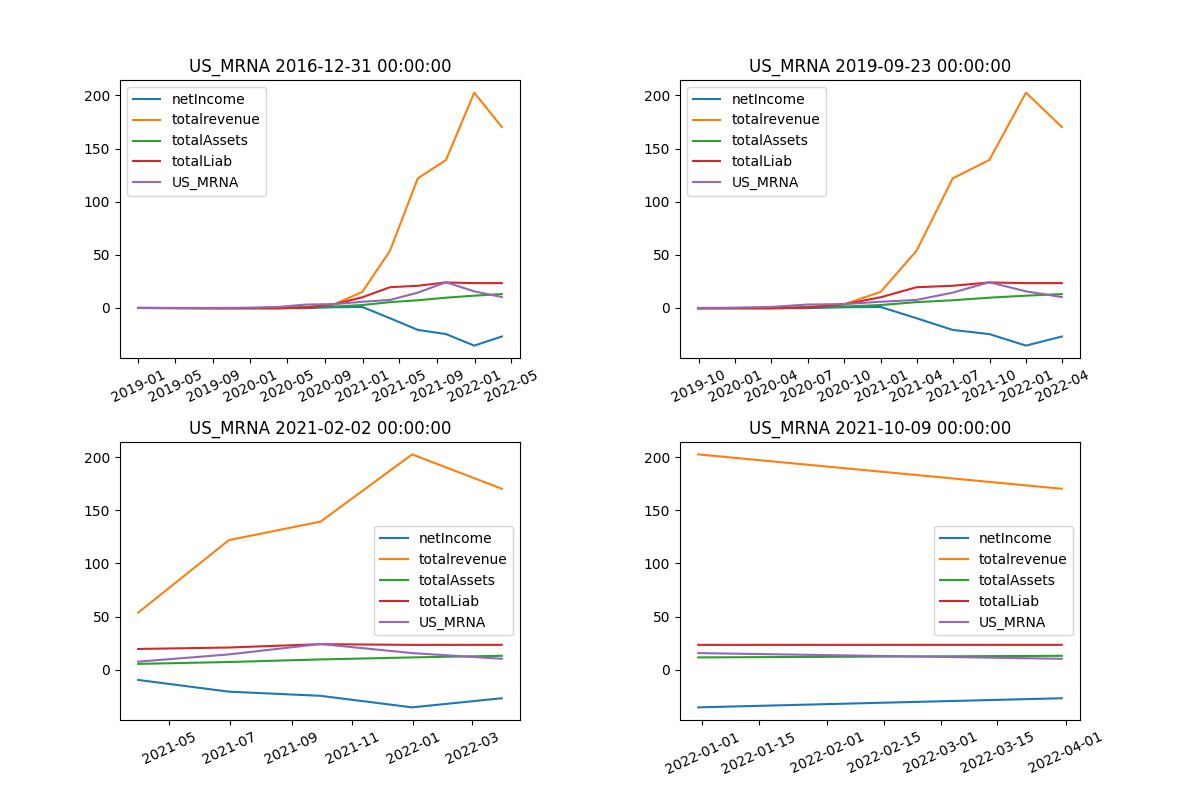 US_MRNA 2016-12-31 00:00:00
200
150
100
50
0
netIncome
totalrevenue
totalAssets
totalLiab
US_MRNA
2019-01 2019-05 2019-09 2020-01 2020-05 2020-09 2021-01 2021-05 2021-09 2022-01 2022-05
US_MRNA 2019-09-23 00:00:00
200
150
100
50
0
netIncome
totalrevenue
totalAssets
totalLiab
US_MRNA
2019-10 2020-01 2020-04 2020-07 2020-10 2021-01 2021-04 2021-07 2021-10 2022-01 2022-04
US_MRNA 2021-02-02 00:00:00
200
150
100
50
0
netIncome
totalrevenue
totalAssets
totalLiab
US_MRNA
2021-05 2021-07 2021-09 2021-11 2022-01 2022-03
US_MRNA 2021-10-09 00:00:00
200
150
100
50
0
netIncome
totalrevenue
totalAssets
totalLiab
US_MRNA
2022-01-01 2022-01-15 2022-02-01 2022-02-15 2022-03-01 2022-03-15 2022-04-01